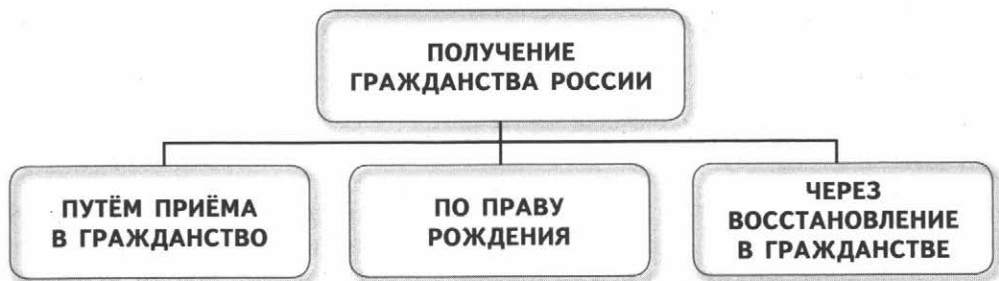 ПОЛУЧЕНИЕ
ГРАЖДАНСТВА РОССИИ
ПУТЁМ ПРИЁМА
В ГРАЖДАНСТВО
ПО ПРАВУ
РОЖДЕНИЯ
ЧЕРЕЗ
ВОССТАНОВЛЕНИЕ
В ГРАЖДАНСТВЕ